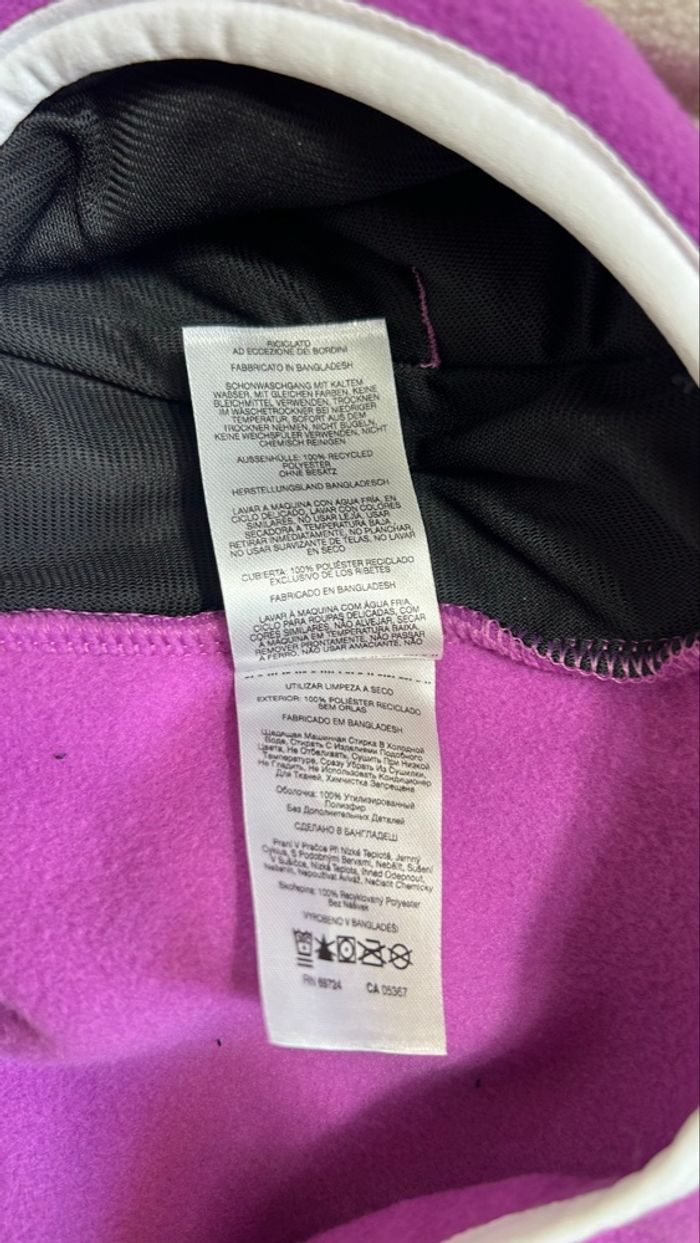 RICICLATO
AD ECCEZIONE DEI BORDINI
FABBRICATO IN BANGLADESH
SCHONWASCHGANG MIT KALTEM
WASSER, MIT GLEICHEN FARBEN, KEINE
BLEICHMITTEL VERWENDEN, TROCKNEN
IM WÄSCHETROCKNER BEI NIEDRIGER
TEMPERATUR, SOFORT AUS DEM
TROCKNER NEHMEN, NICHT BÜGELN,
KEINE WEICHSPÜLER VERWENDEN, NICHT
CHEMISCH REINIGEN
AUSSENHÜLLE: 100% RECYCLED
POLYESTER
OHNE BESATZ
HERSTELLUNGSLAND BANGLADESCH
LAVAR A MAQUINA CON AGUA FRÍA, EN
CICLO DELICADO, LAVAR CON COLORES
SIMILARES, NO USAR LEJÍA, USAR
SECADORA A TEMPERATURA BAJA,
RETIRAR INMEDIATAMENTE, NO PLANCHAR,
NO USAR SUAVIZANTE DE TELAS, NO LAVAR
EN SECO
CUBIERTA: 100% POLIÉSTER RECICLADO
EXCLUSIVO DE LOS RIBETES
FABRICADO EN BANGLADESH
LAVAR À MAQUINA COM ÁGUA FRIA,
CICLO PARA ROUPAS DELICADAS, COM
CORES SIMILARES, NÃO ALVEJAR, SECAR
À MAQUINA EM TEMPERATURA BAIXA,
REMOVER PRONTAMENTE, NÃO PASSAR
A FERRO, NÃO USAR AMACIANTE, NÃO
UTILIZAR LIMPEZA A SECO
EXTERIOR: 100% POLIÉSTER RECICLADO
SEM ORLAS
FABRICADO EM BANGLADESH
Щадящая Машинная Стирка В Холодной
Воде, Стирать С Изделиями Подобного
Цвета, Не Отбеливать, Сушить При Низкой
Температуре, Сразу Убрать Из Сушилки,
Не Гладить, Не Использовать Кондиционер
Для Тканей, Химчистка Запрещена
Оболочка: 100% Утилизированный
Полиэфир
Без Дополнительных Деталей
СДЕЛАНО В БАНГЛАДЕШ
Praní V Pračce Při Nízké Teplotě, Jemný
Cyklus, S Podobnými Barvami, Nebělit, Sušení
V Sušičce, Nízká Teplota, Ihned Odejmout,
Nežehlit, Nepoužívat Aviváž, Nečistit Chemicky
Skořepina: 100% Recyklovaný Polyester
Bez Nášivek
VYROBENO V BANGLADÉŠI
RN 69724 CA 05367